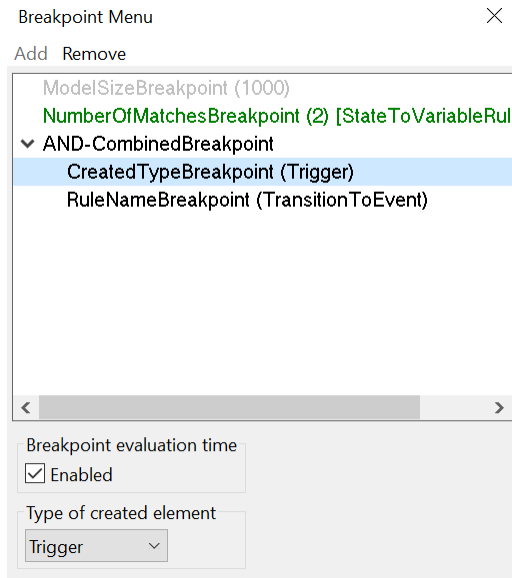 Breakpoint Menu
Add Remove
ModelSizeBreakpoint (1000)
NumberOfMatchesBreakpoint (2) [StateToVariableRul
AND-CombinedBreakpoint
CreatedTypeBreakpoint (Trigger)
RuleNameBreakpoint (TransitionToEvent)
Breakpoint evaluation time
Enabled
Type of created element
Trigger